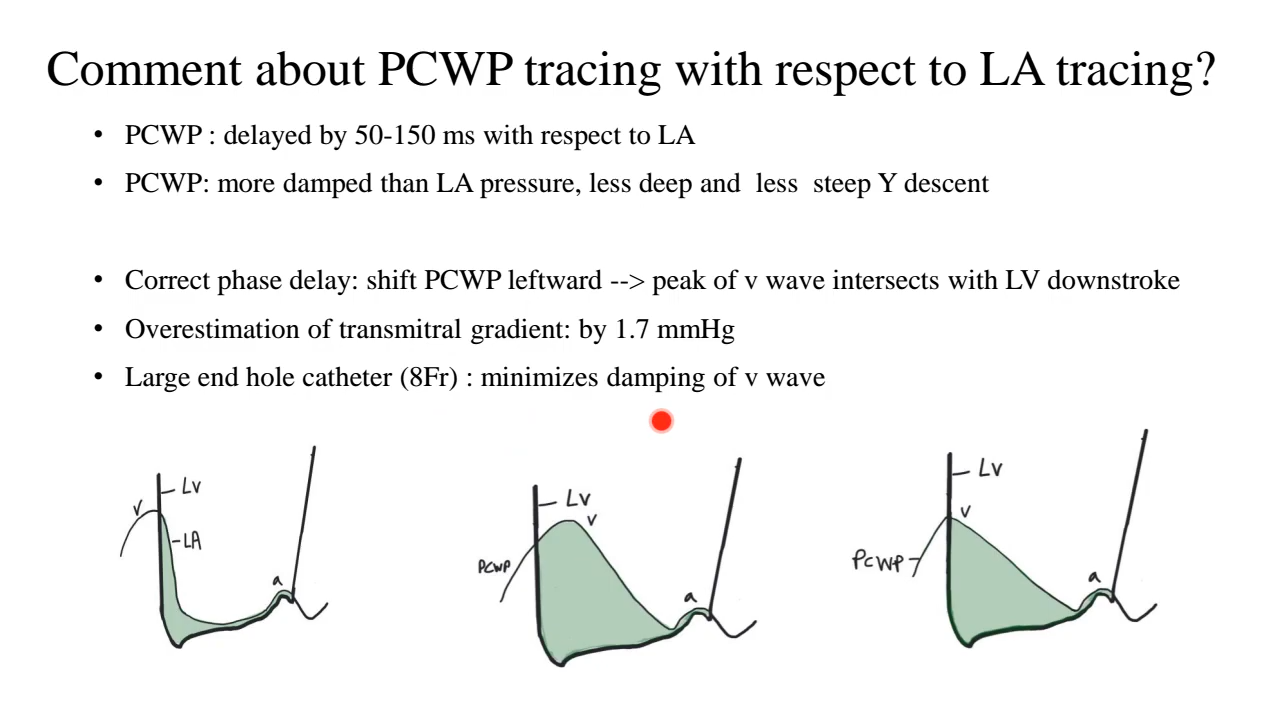 Comment about PCWP tracing with respect to LA tracing?
• PCWP : delayed by 50-150 ms with respect to LA
• PCWP: more damped than LA pressure, less deep and  less  steep Y descent
• Correct phase delay: shift PCWP leftward --> peak of v wave intersects with LV downstroke
• Overestimation of transmitral gradient: by 1.7 mmHg
• Large end hole catheter (8Fr) : minimizes damping of v wave
LV
V
LA
a
LV
V
PCWP
a
LV
V
PCWP
a